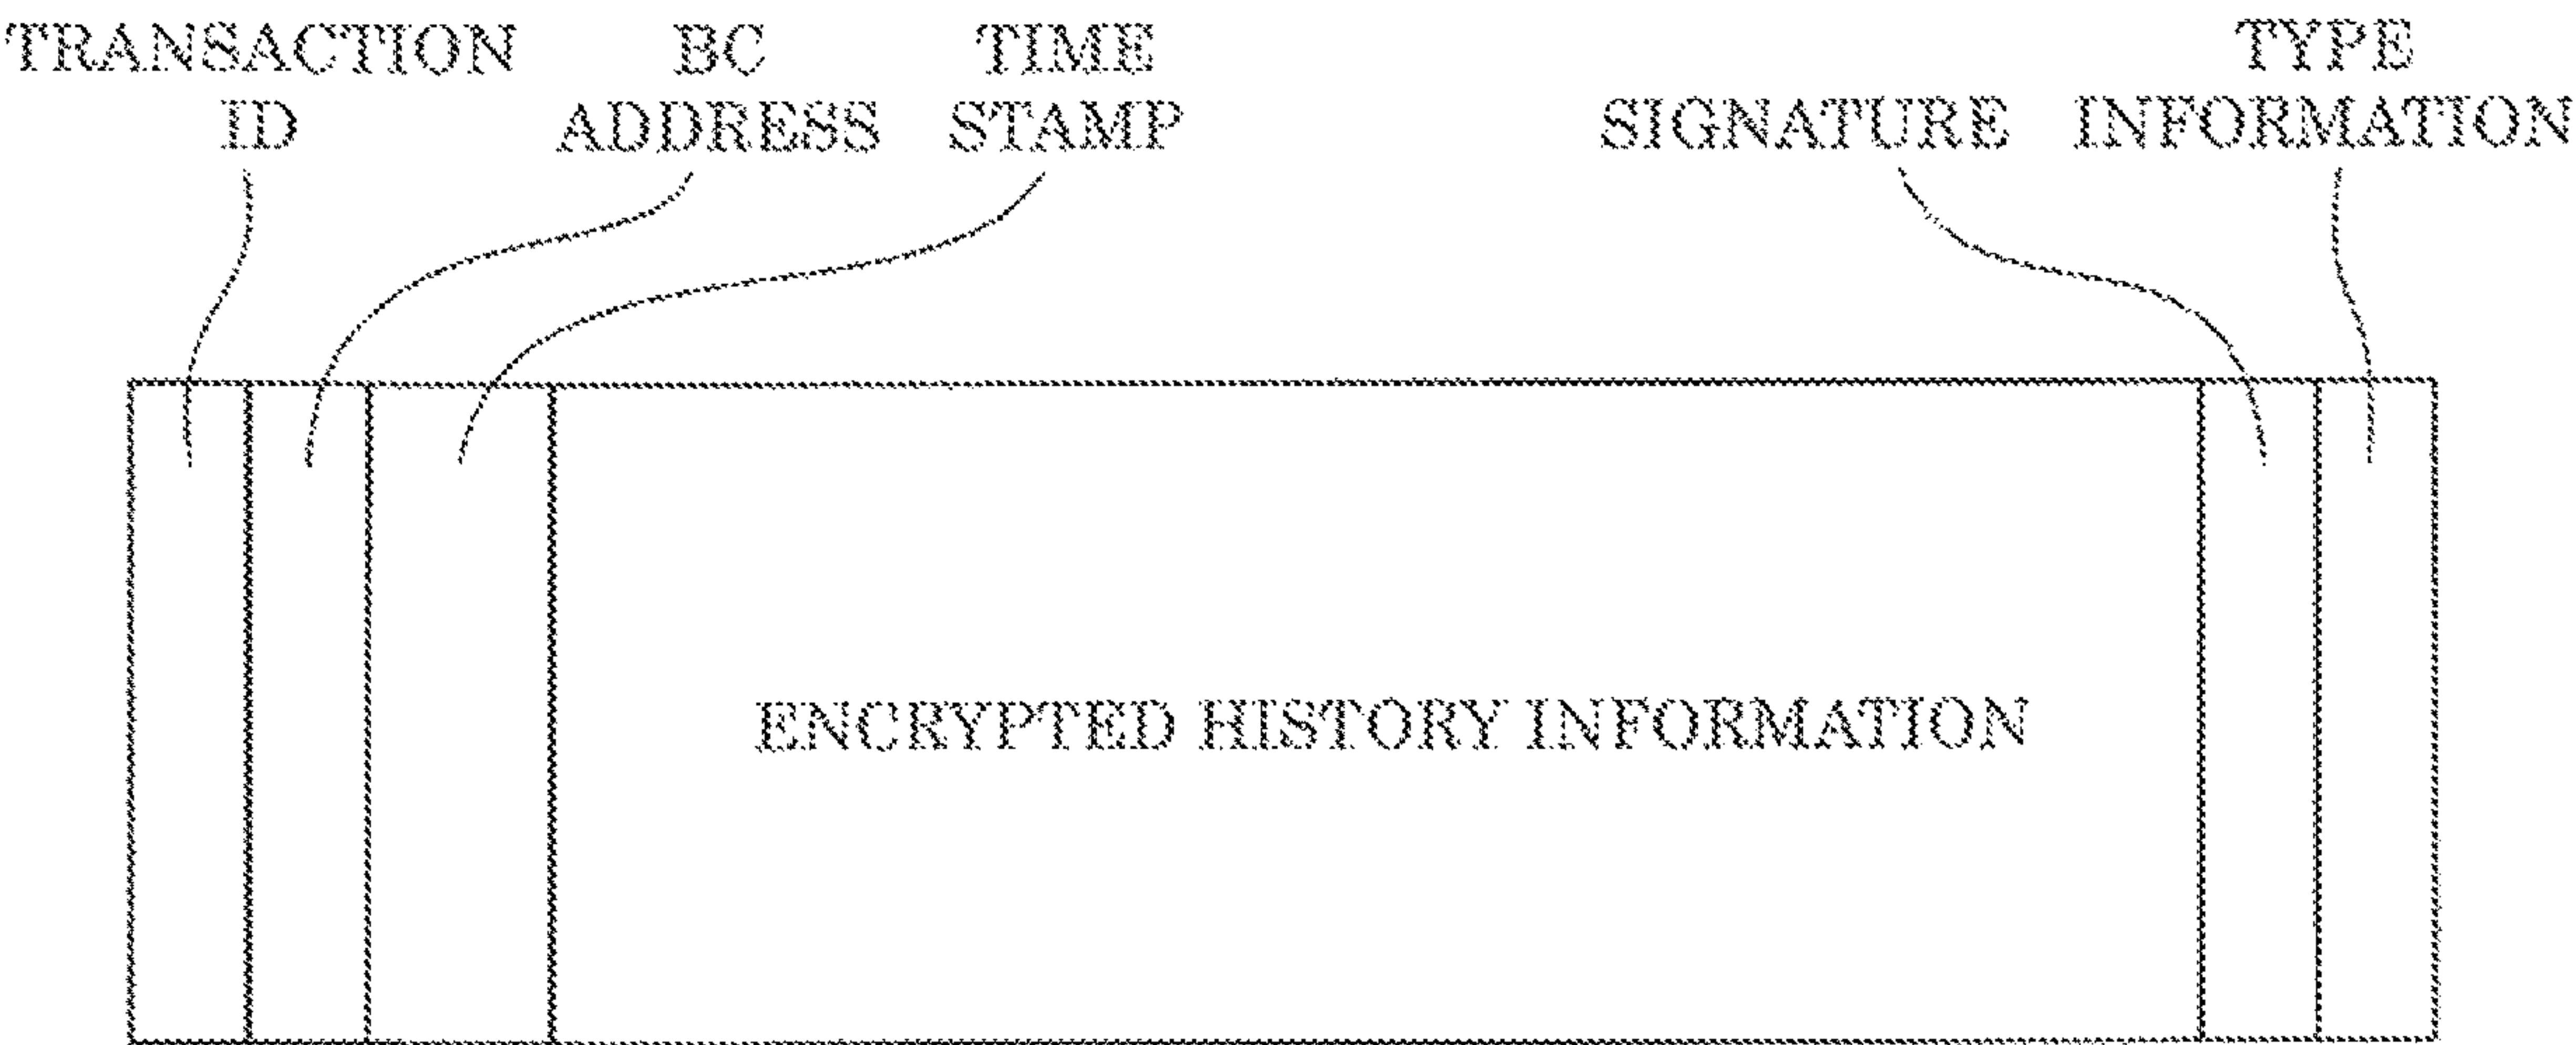 TRANSACTION
ID
BC
ADDRESS
TIME
STAMP
SIGNATURE
TYPE
INFORMATION
ENCRYPTED HISTORY INFORMATION